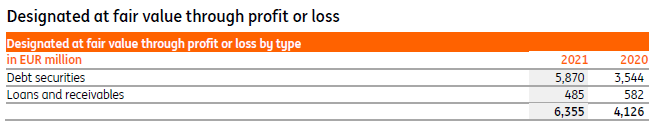 Designated at fair value through profit or loss
Designated at fair value through profit or loss by type
in EUR million 2021 2020
Debt securities 5,870 3,544
Loans and receivables 485 582
6,355 4,126